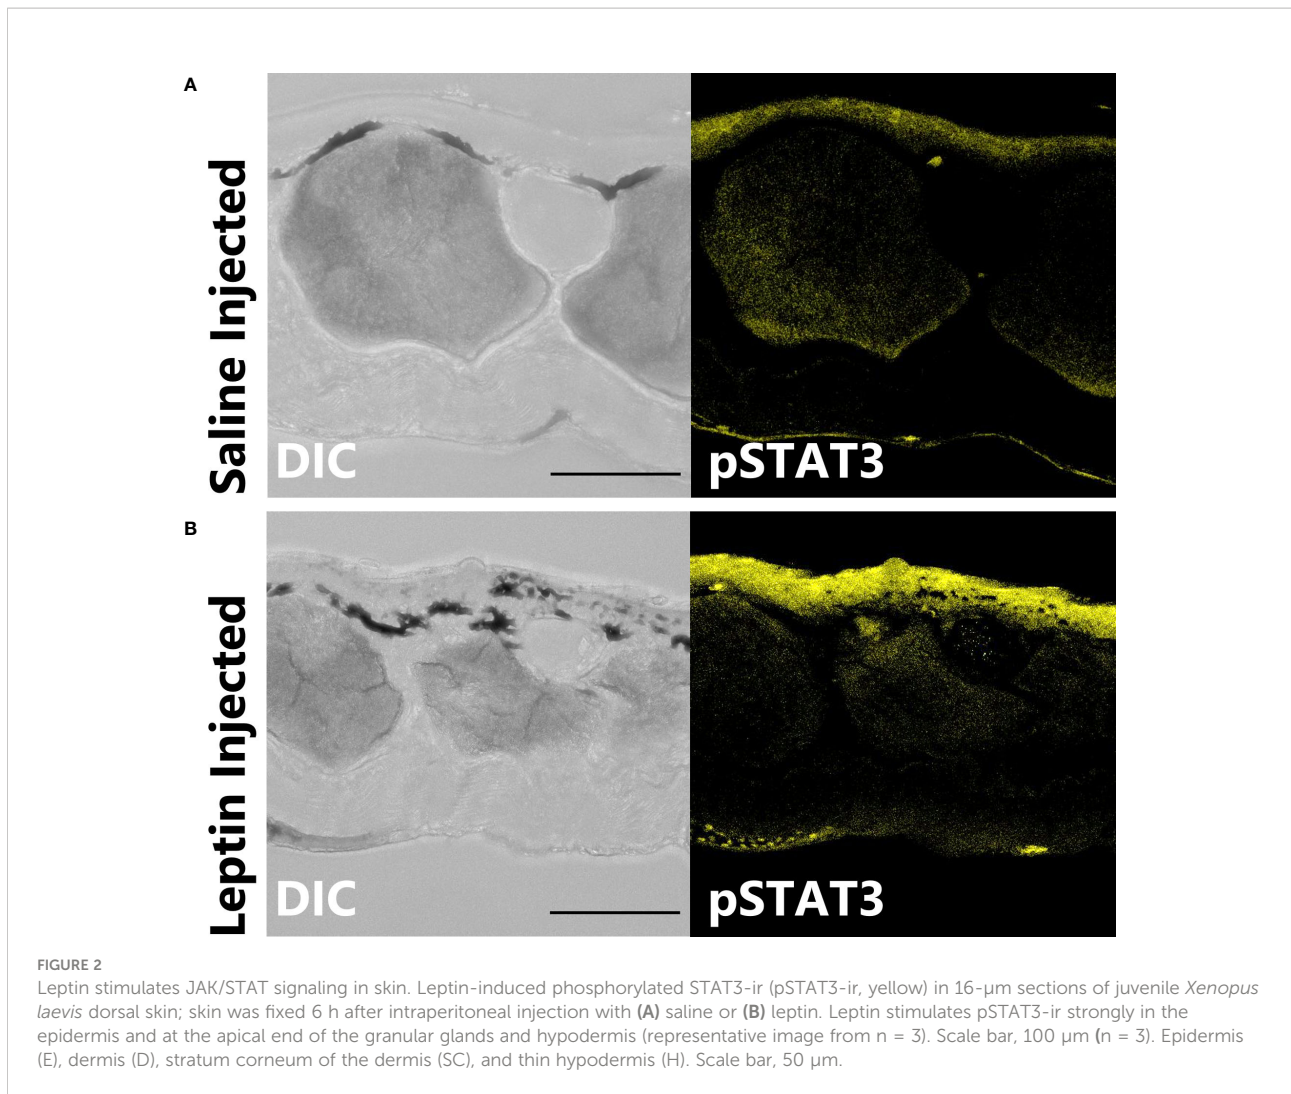 A
Saline Injected
DIC
pSTAT3
B
Leptin Injected
DIC
pSTAT3
FIGURE 2
Leptin stimulates JAK/STAT signaling in skin. Leptin-induced phosphorylated STAT3-ir (pSTAT3-ir, yellow) in 16-μm sections of juvenile Xenopus
laevis dorsal skin; skin was fixed 6 h after intraperitoneal injection with (A) saline or (B) leptin. Leptin stimulates pSTAT3-ir strongly in the
epidermis and at the apical end of the granular glands and hypodermis (representative image from n = 3). Scale bar, 100 μm (n = 3). Epidermis
(E), dermis (D), stratum corneum of the dermis (SC), and thin hypodermis (H). Scale bar, 50 μm.